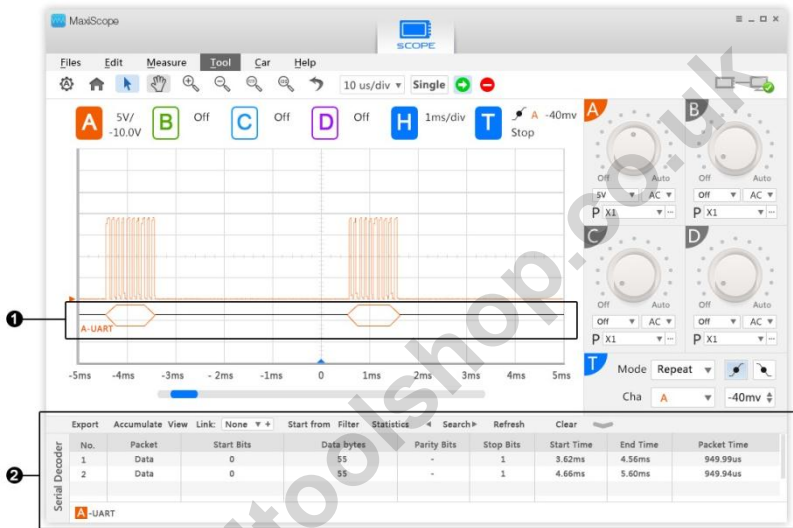 MaxiScope
SCOPE
Files Edit Measure Tool Car Help
10 us/div Single
A 5V/ -10.0V B Off C Off D Off H 1ms/div T A -40mv Stop
A B
Off Auto Off Auto
5V AC Off AC
P X1 ... P X1 ...
C D
Off Auto Off Auto
Off AC Off AC
P X1 ... P X1 ...
1
A-UART
-5ms -4ms -3ms - 2ms -1ms 0 1ms 2ms 3ms 4ms 5ms
T Mode Repeat
Cha A -40mv
2
Export Accumulate View Link: None + Start from Filter Statistics Search Refresh Clear
Serial Decoder
No. Packet Start Bits Data bytes Parity Bits Stop Bits Start Time End Time Packet Time
1 Data 0 55 - 1 3.62ms 4.56ms 949.99us
2 Data 0 55 - 1 4.66ms 5.60ms 949.94us
A -UART
toolshop.co.uk